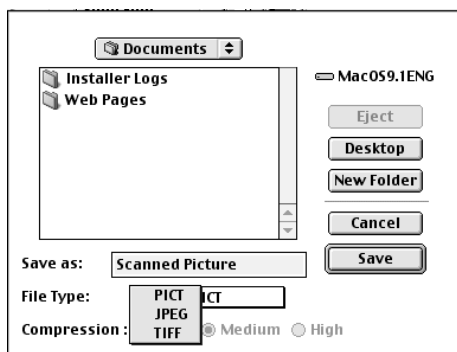 Documents
Installer Logs
Web Pages
MacOS9.1ENG
Eject
Desktop
New Folder
Cancel
Save
Save as: Scanned Picture
File Type: PICT
JPEG
TIFF
ICT
Compression : Medium High